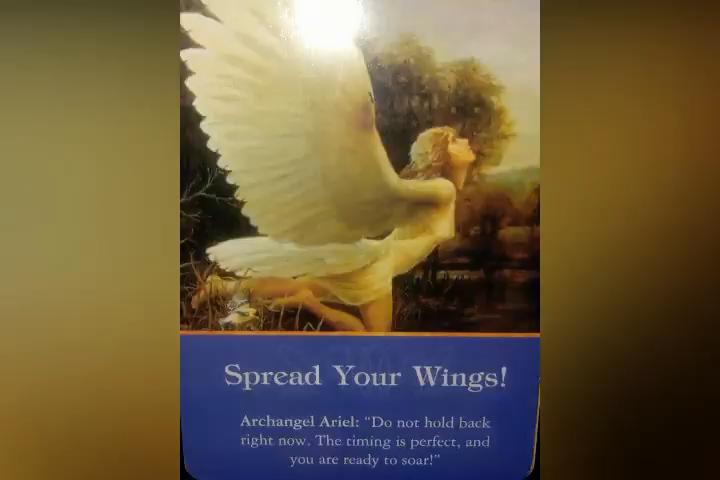 Spread Your Wings!
Archangel Ariel: “Do not hold back
right now. The timing is perfect, and
you are ready to soar!”